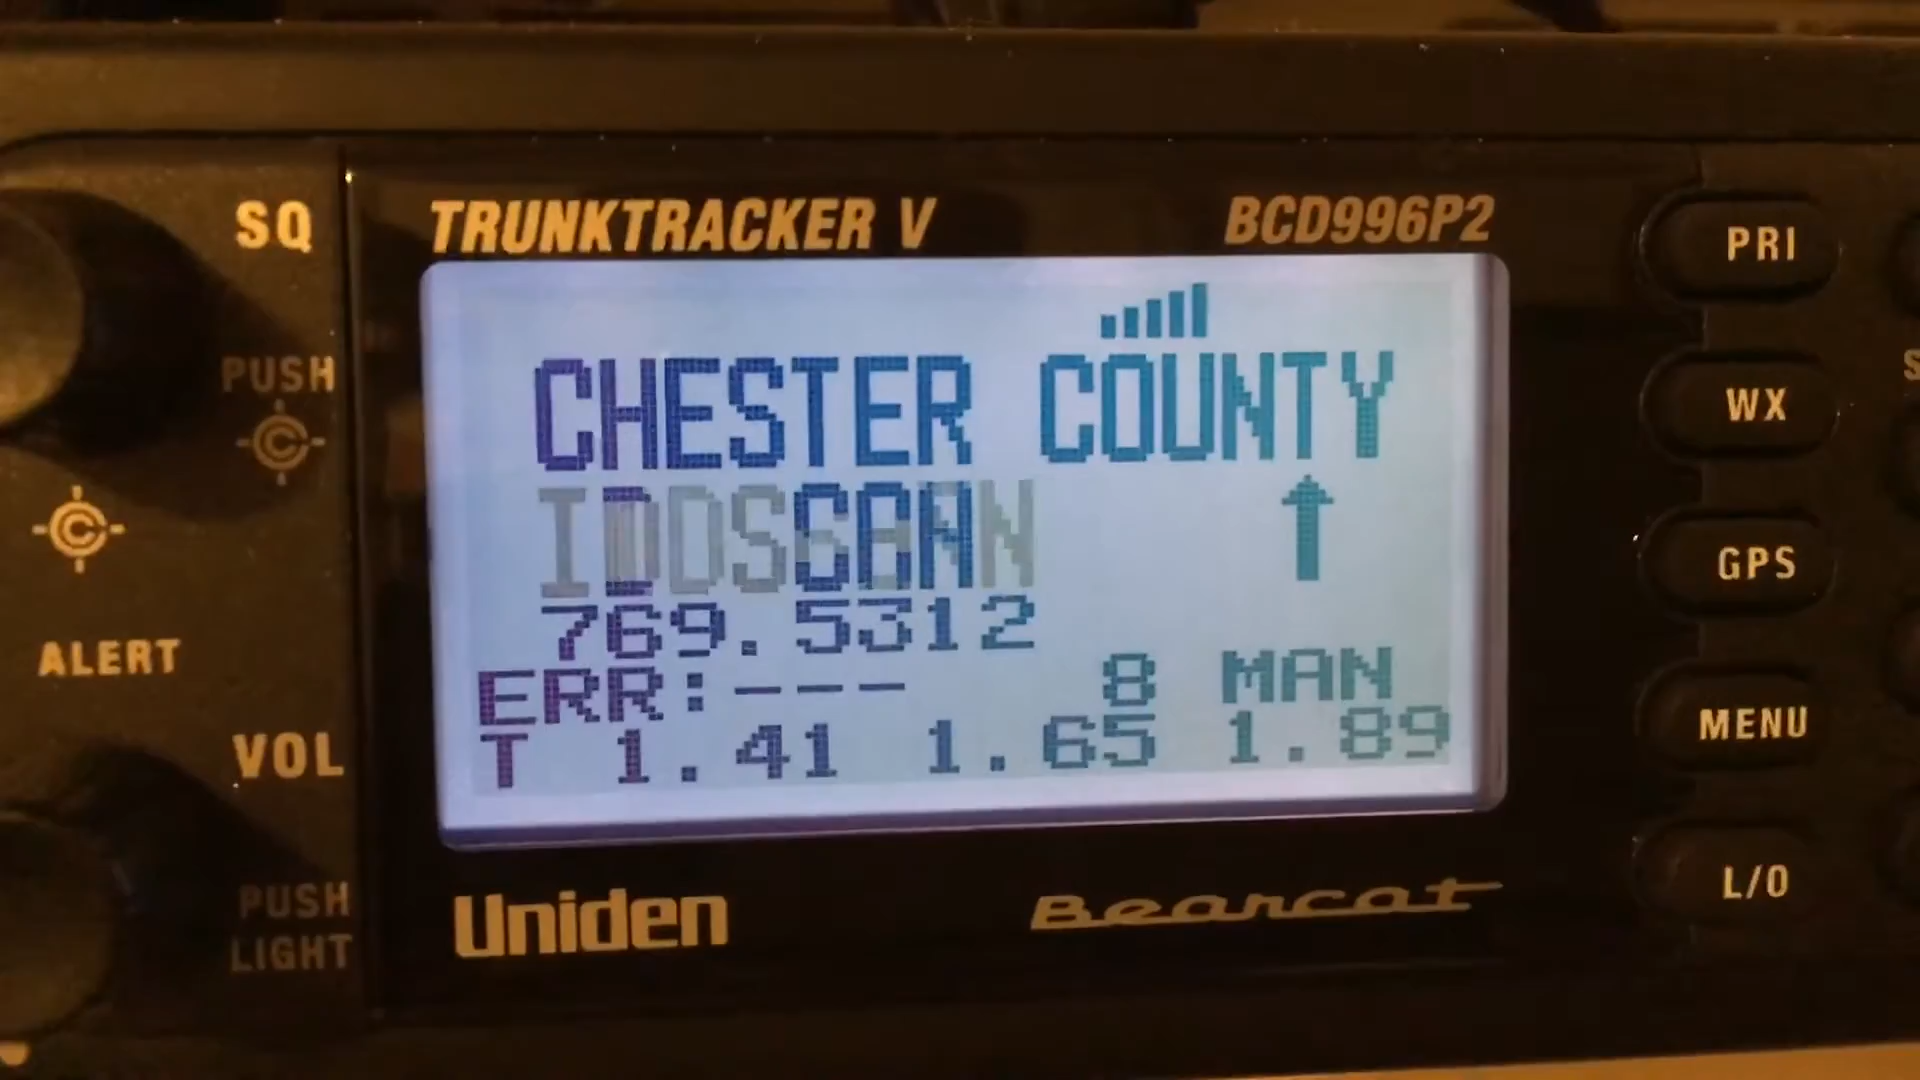 SQ
TRUNKTRACKER V
BCD996P2
PRI
PUSH
CHESTER COUNTY
WX
769.5312
GPS
ALERT
ERR:--- 8 MAN
T 1.41 1.65 1.89
VOL
MENU
PUSH
LIGHT
Uniden
Bearcat
L/O